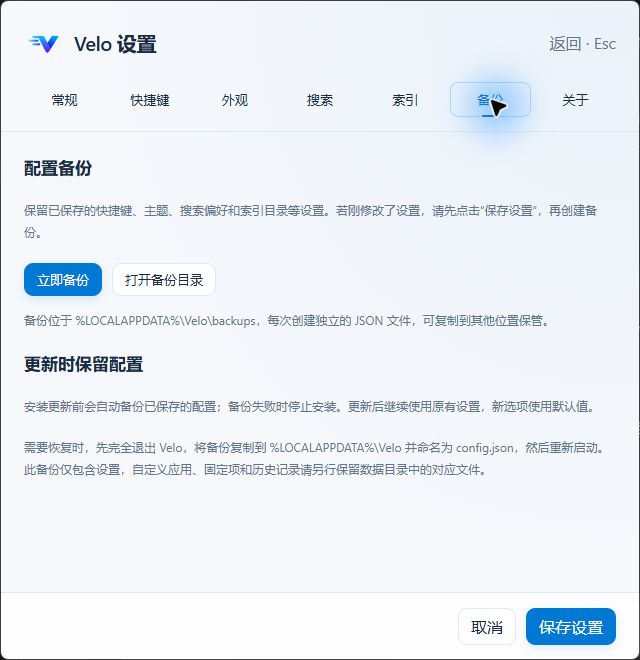 Velo 设置
返回 · Esc
常规
快捷键
外观
搜索
索引
备份
关于
配置备份
保留已保存的快捷键、主题、搜索偏好和索引目录等设置。若刚修改了设置，请先点击“保存设置”，再创建备
份。
立即备份
打开备份目录
备份位于 %LOCALAPPDATA%\Velo\backups，每次创建独立的 JSON 文件，可复制到其他位置保管。
更新时保留配置
安装更新前会自动备份已保存的配置；备份失败时停止安装。更新后继续使用原有设置，新选项使用默认值。
需要恢复时，先完全退出 Velo，将备份复制到 %LOCALAPPDATA%\Velo 并命名为 config.json，然后重新启动。
此备份仅包含设置，自定义应用、固定项和历史记录请另行保留数据目录中的对应文件。
取消
保存设置